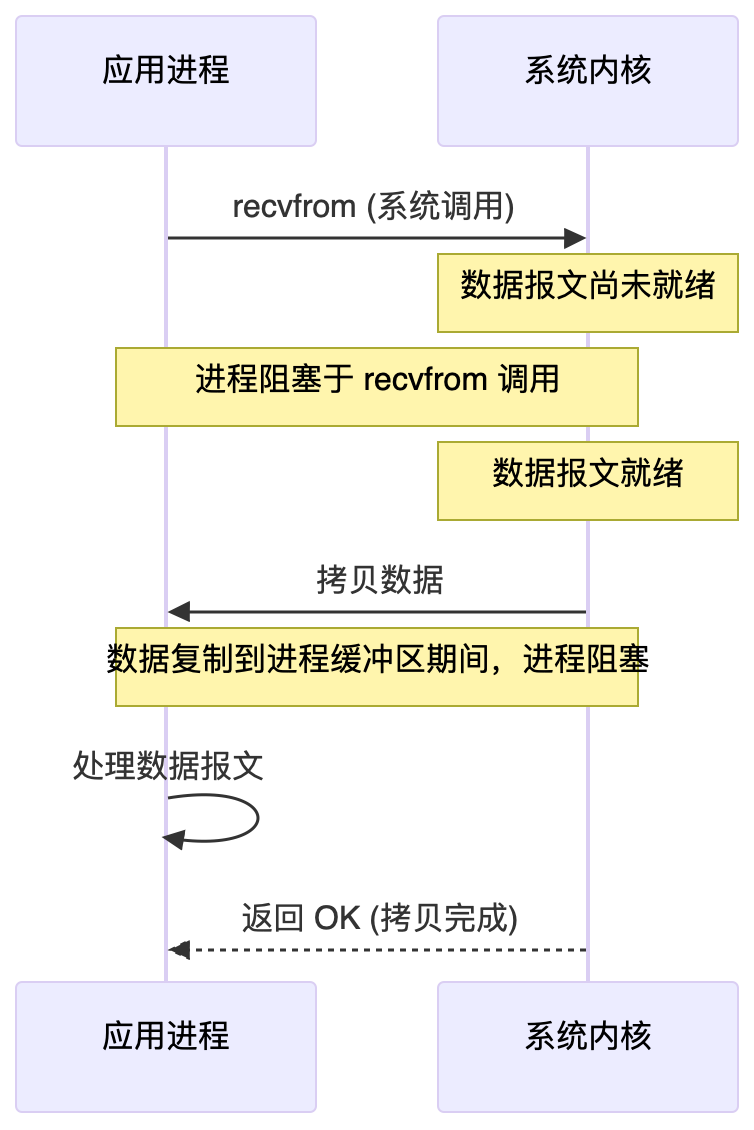 应用进程
系统内核
recvfrom (系统调用)
数据报文尚未就绪
进程阻塞于 recvfrom 调用
数据报文就绪
拷贝数据
数据复制到进程缓冲区期间，进程阻塞
处理数据报文
返回 OK (拷贝完成)
应用进程
系统内核